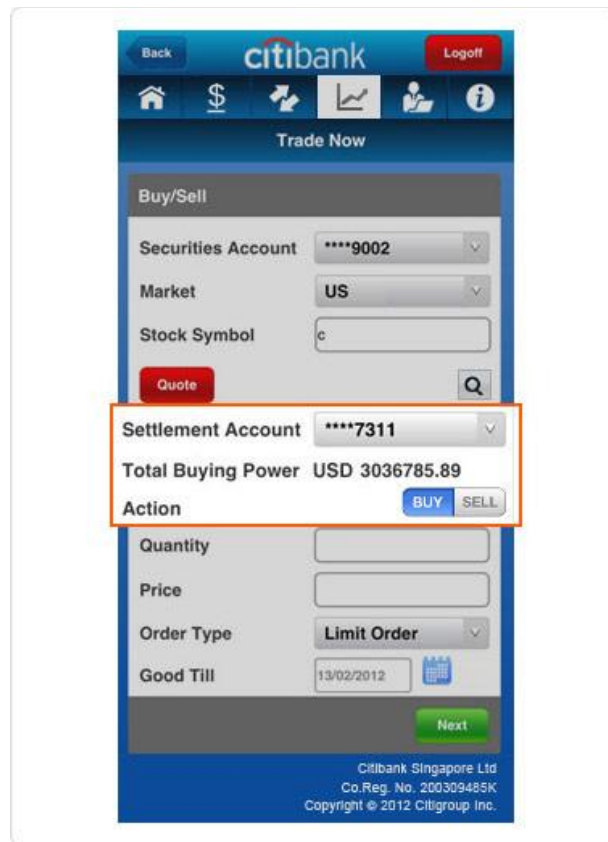 Back citibank Logoff
Trade Now
Buy/Sell
Securities Account ****9002
Market US
Stock Symbol c
Quote
Settlement Account ****7311
Total Buying Power USD 3036785.89
Action BUY SELL
Quantity
Price
Order Type Limit Order
Good Till 13/02/2012
Next
Citibank Singapore Ltd
Co.Reg. No. 200309485K
Copyright © 2012 Citigroup Inc.